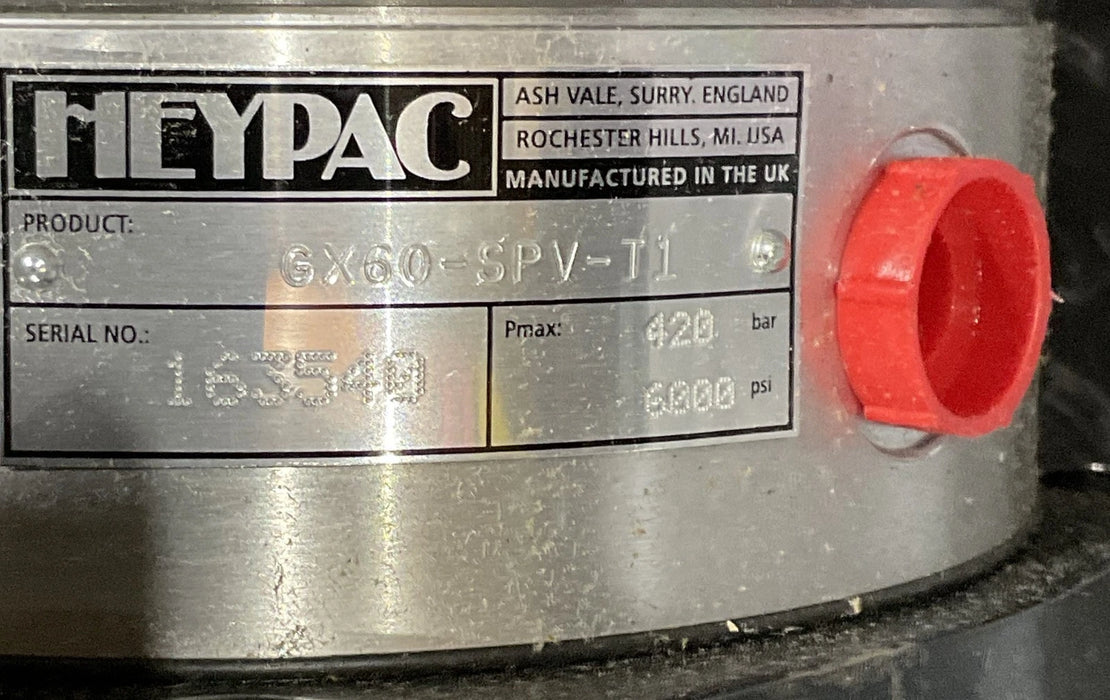 HEYPAC
ASH VALE, SURRY. ENGLAND
ROCHESTER HILLS, MI. USA
MANUFACTURED IN THE UK
PRODUCT:
GX60-SPV-T1
SERIAL NO.:
163540
Pmax:
420 bar
6000 psi